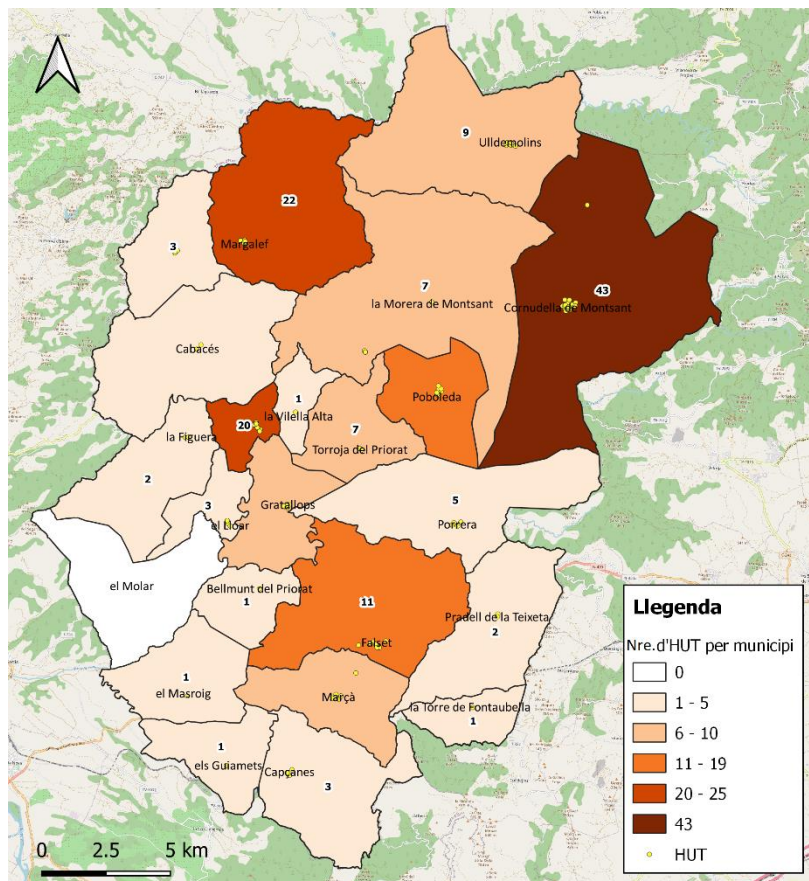 9
Ulldemolins
22
3
Margalef
7
la Morera de Montsant
43
Cornudella de Montsant
Cabacés
1
la Vilella Alta
Poboleda
20
la Figuera
7
Torroja del Priorat
2
3
el Lloar
Gratallops
5
Porrera
el Molar
Bellmunt del Priorat
1
11
Falset
Pradell de la Teixeta
2
1
el Masroig
Marçà
la Torre de Fontaubella
1
1
els Guiamets
Capçanes
3
0 2.5 5 km
Llegenda
Nre.d'HUT per municipi
0
1 - 5
6 - 10
11 - 19
20 - 25
43
HUT